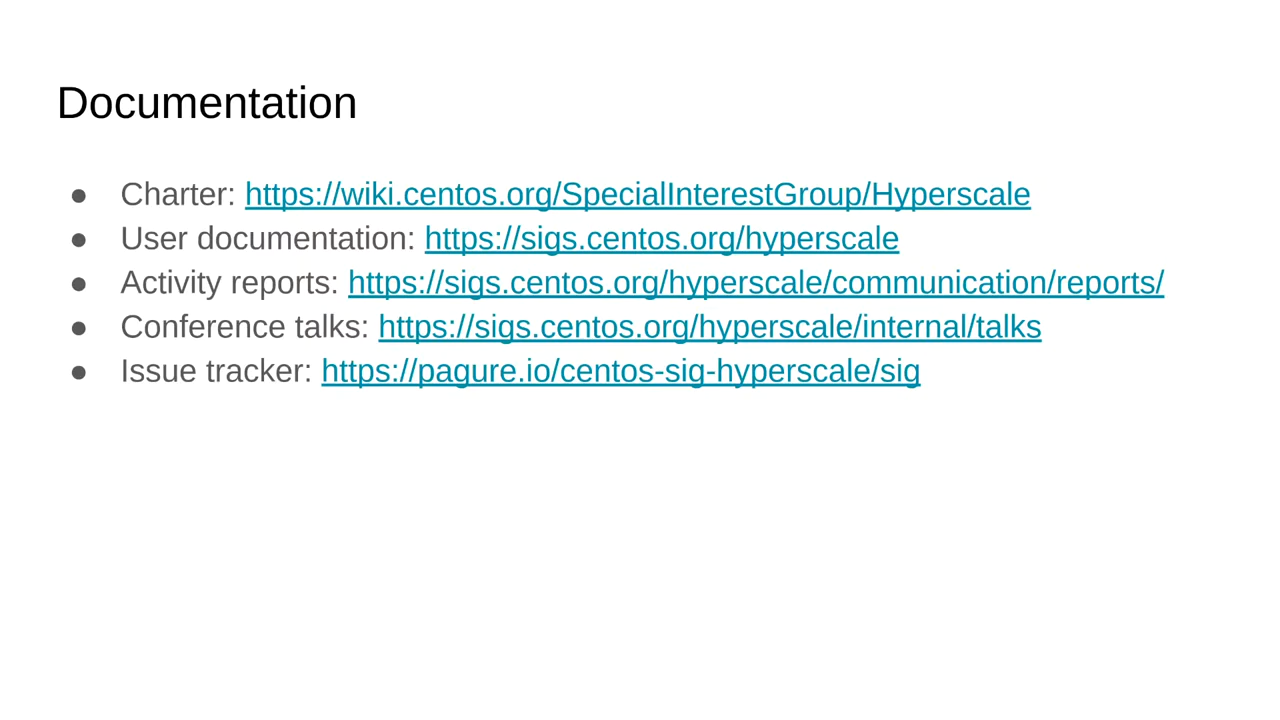 Documentation
● Charter: https://wiki.centos.org/SpecialInterestGroup/Hyperscale
● User documentation: https://sigs.centos.org/hyperscale
● Activity reports: https://sigs.centos.org/hyperscale/communication/reports/
● Conference talks: https://sigs.centos.org/hyperscale/internal/talks
● Issue tracker: https://pagure.io/centos-sig-hyperscale/sig